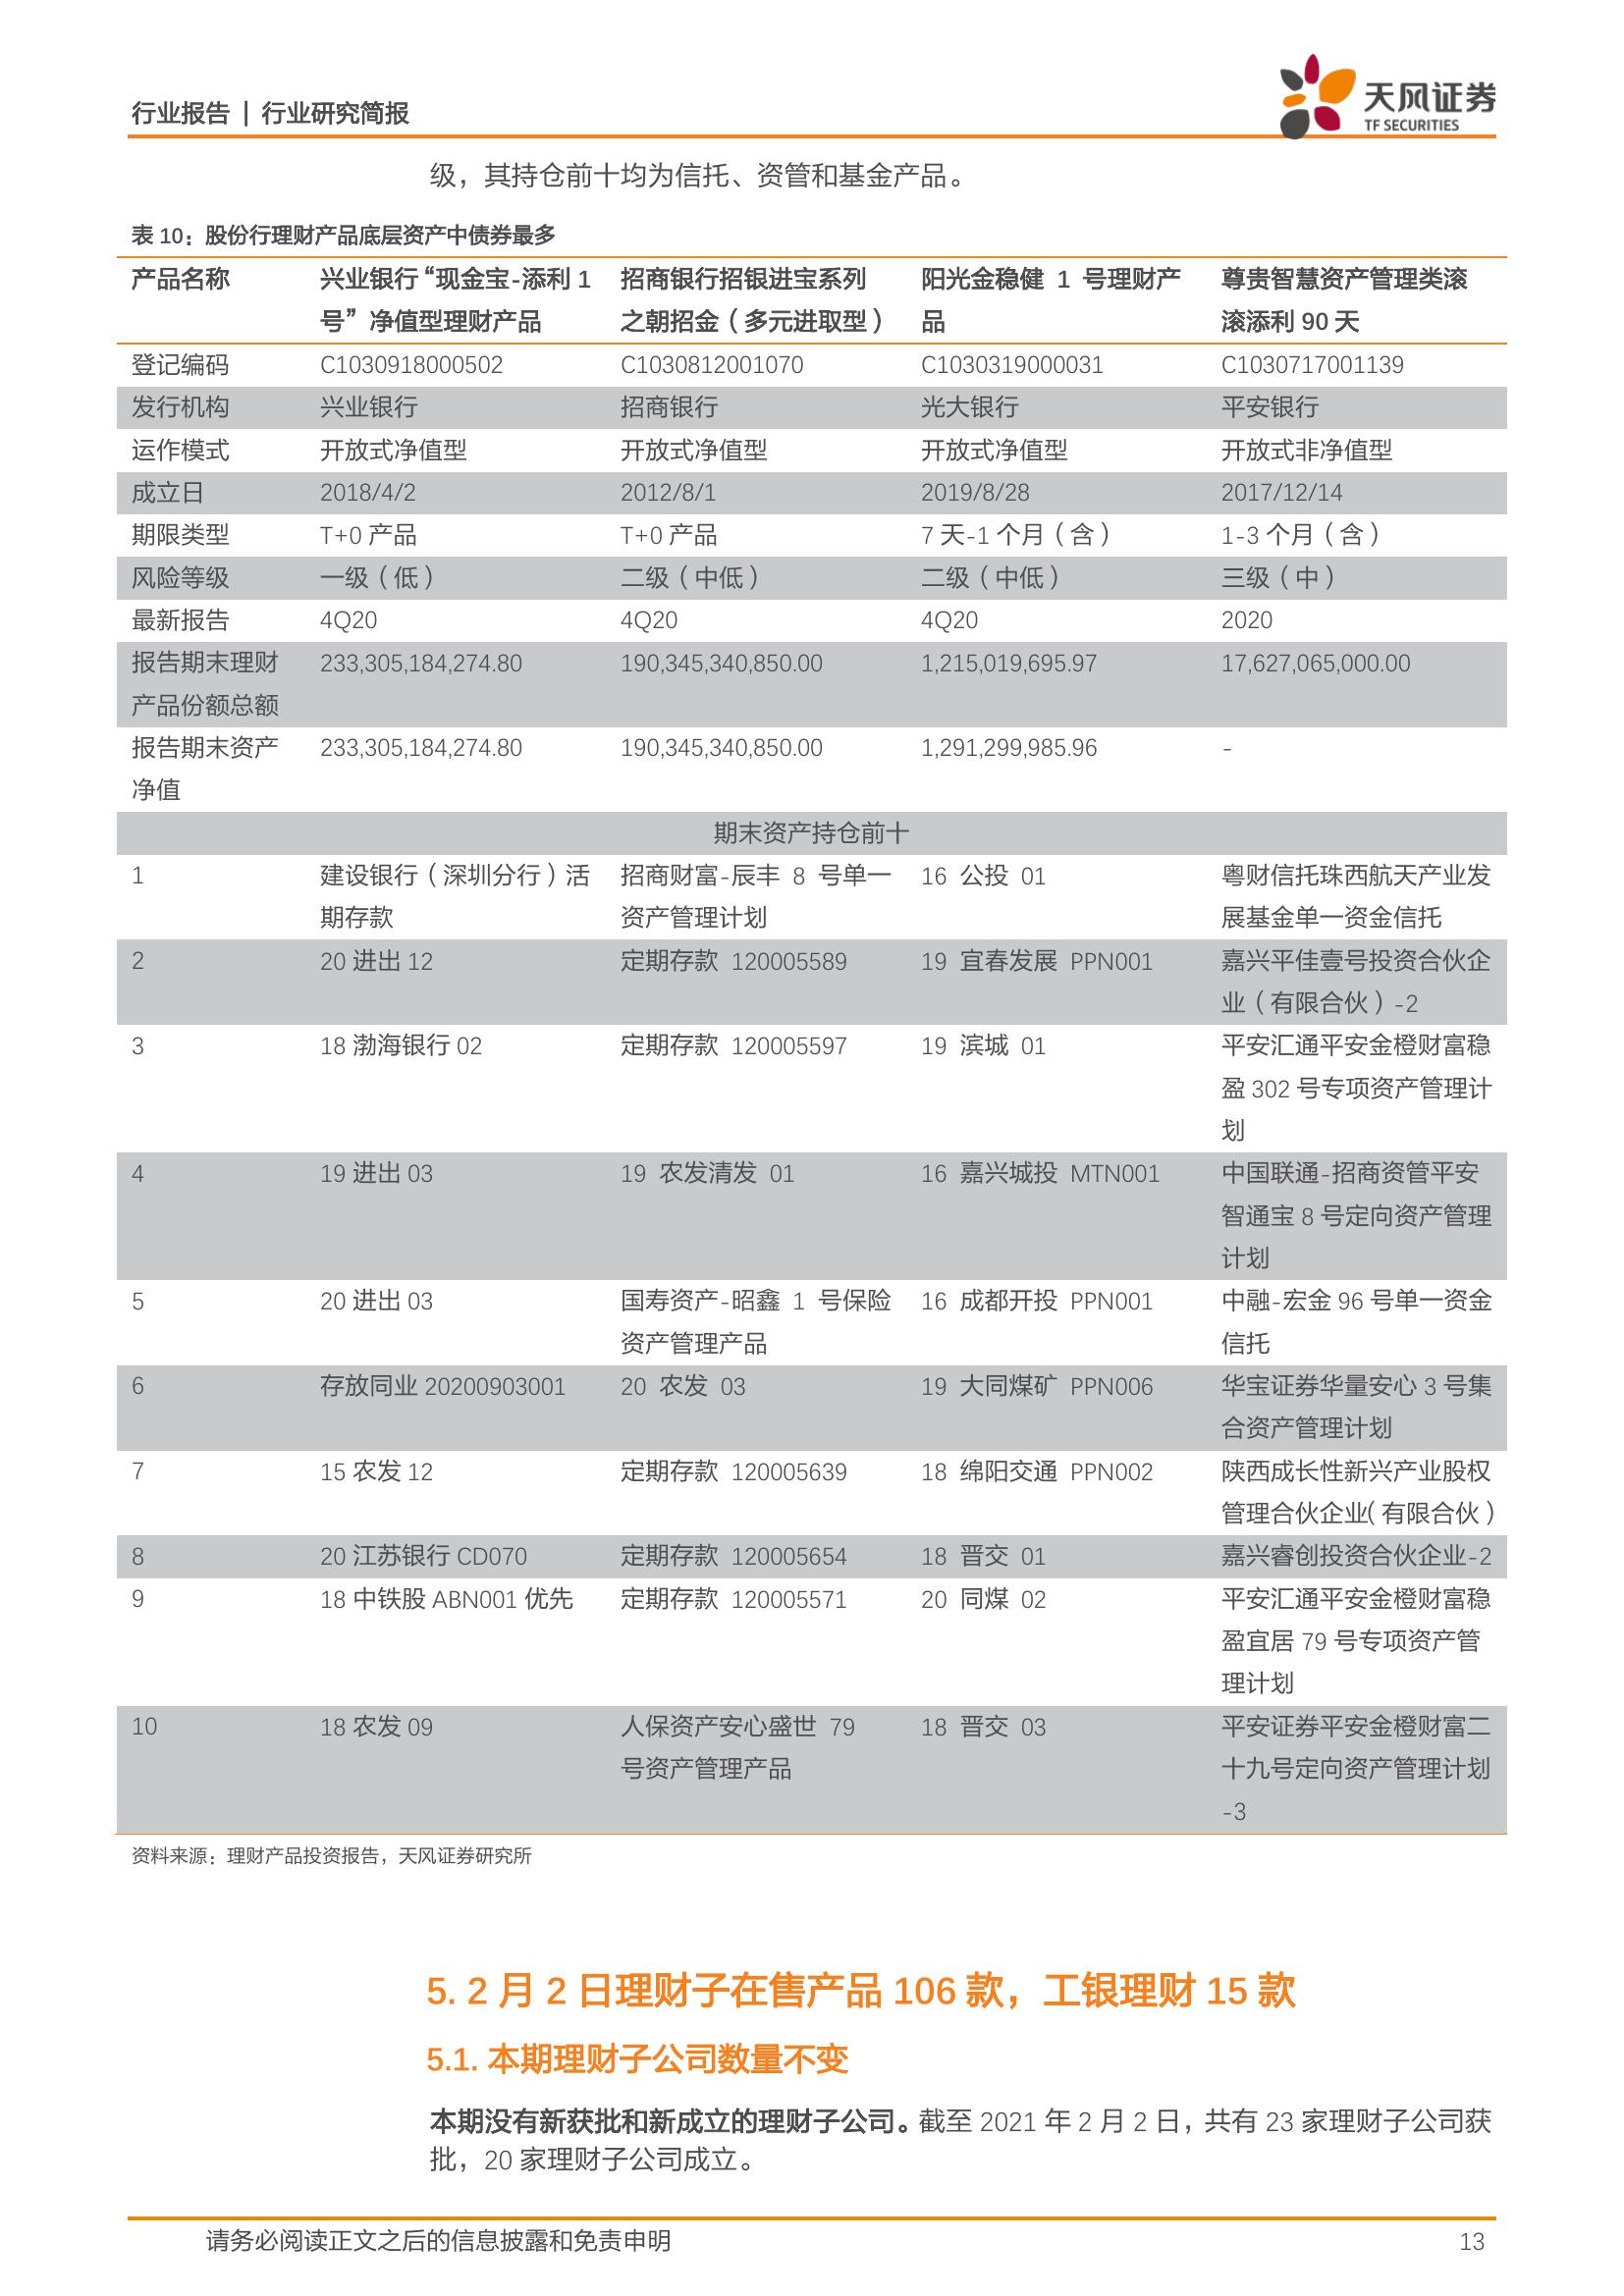 行业报告 | 行业研究简报
天风证券
TF SECURITIES
级，其持仓前十均为信托、资管和基金产品。
表 10：股份行理财产品底层资产中债券最多
产品名称 兴业银行“现金宝-添利 1 招商银行招银进宝系列 阳光金稳健 1 号理财产 尊贵智慧资产管理类滚
号” 净值型理财产品 之朝招金（多元进取型） 品 滚添利 90 天
登记编码 C1030918000502 C1030812001070 C1030319000031 C1030717001139
发行机构 兴业银行 招商银行 光大银行 平安银行
运作模式 开放式净值型 开放式净值型 开放式净值型 开放式非净值型
成立日 2018/4/2 2012/8/1 2019/8/28 2017/12/14
期限类型 T+0 产品 T+0 产品 7 天-1 个月（含） 1-3 个月（含）
风险等级 一级（低） 二级（中低） 二级（中低） 三级（中）
最新报告 4Q20 4Q20 4Q20 2020
报告期末理财 233,305,184,274.80 190,345,340,850.00 1,215,019,695.97 17,627,065,000.00
产品份额总额
报告期末资产 233,305,184,274.80 190,345,340,850.00 1,291,299,985.96 -
净值
期末资产持仓前十
1 建设银行（深圳分行）活 招商财富-辰丰 8 号单一 16 公投 01 粤财信托珠西航天产业发
期存款 资产管理计划 展基金单一资金信托
2 20 进出 12 定期存款 120005589 19 宜春发展 PPN001 嘉兴平佳壹号投资合伙企
业（有限合伙）-2
3 18 渤海银行 02 定期存款 120005597 19 滨城 01 平安汇通平安金橙财富稳
盈 302 号专项资产管理计
划
4 19 进出 03 19 农发清发 01 16 嘉兴城投 MTN001 中国联通-招商资管平安
智通宝 8 号定向资产管理
计划
5 20 进出 03 国寿资产-昭鑫 1 号保险 16 成都开投 PPN001 中融-宏金 96 号单一资金
资产管理产品 信托
6 存放同业 20200903001 20 农发 03 19 大同煤矿 PPN006 华宝证券华量安心 3 号集
合资产管理计划
7 15 农发 12 定期存款 120005639 18 绵阳交通 PPN002 陕西成长性新兴产业股权
管理合伙企业（有限合伙）
8 20 江苏银行 CD070 定期存款 120005654 18 晋交 01 嘉兴睿创投资合伙企业-2
9 18 中铁股 ABN001 优先 定期存款 120005571 20 同煤 02 平安汇通平安金橙财富稳
盈宜居 79 号专项资产管
理计划
10 18 农发 09 人保资产安心盛世 79 18 晋交 03 平安证券平安金橙财富二
号资产管理产品 十九号定向资产管理计划
-3
资料来源：理财产品投资报告，天风证券研究所
5. 2 月 2 日理财子在售产品 106 款，工银理财 15 款
5.1. 本期理财子公司数量不变
本期没有新获批和新成立的理财子公司。截至 2021 年 2 月 2 日，共有 23 家理财子公司获
批，20 家理财子公司成立。
请务必阅读正文之后的信息披露和免责申明 13